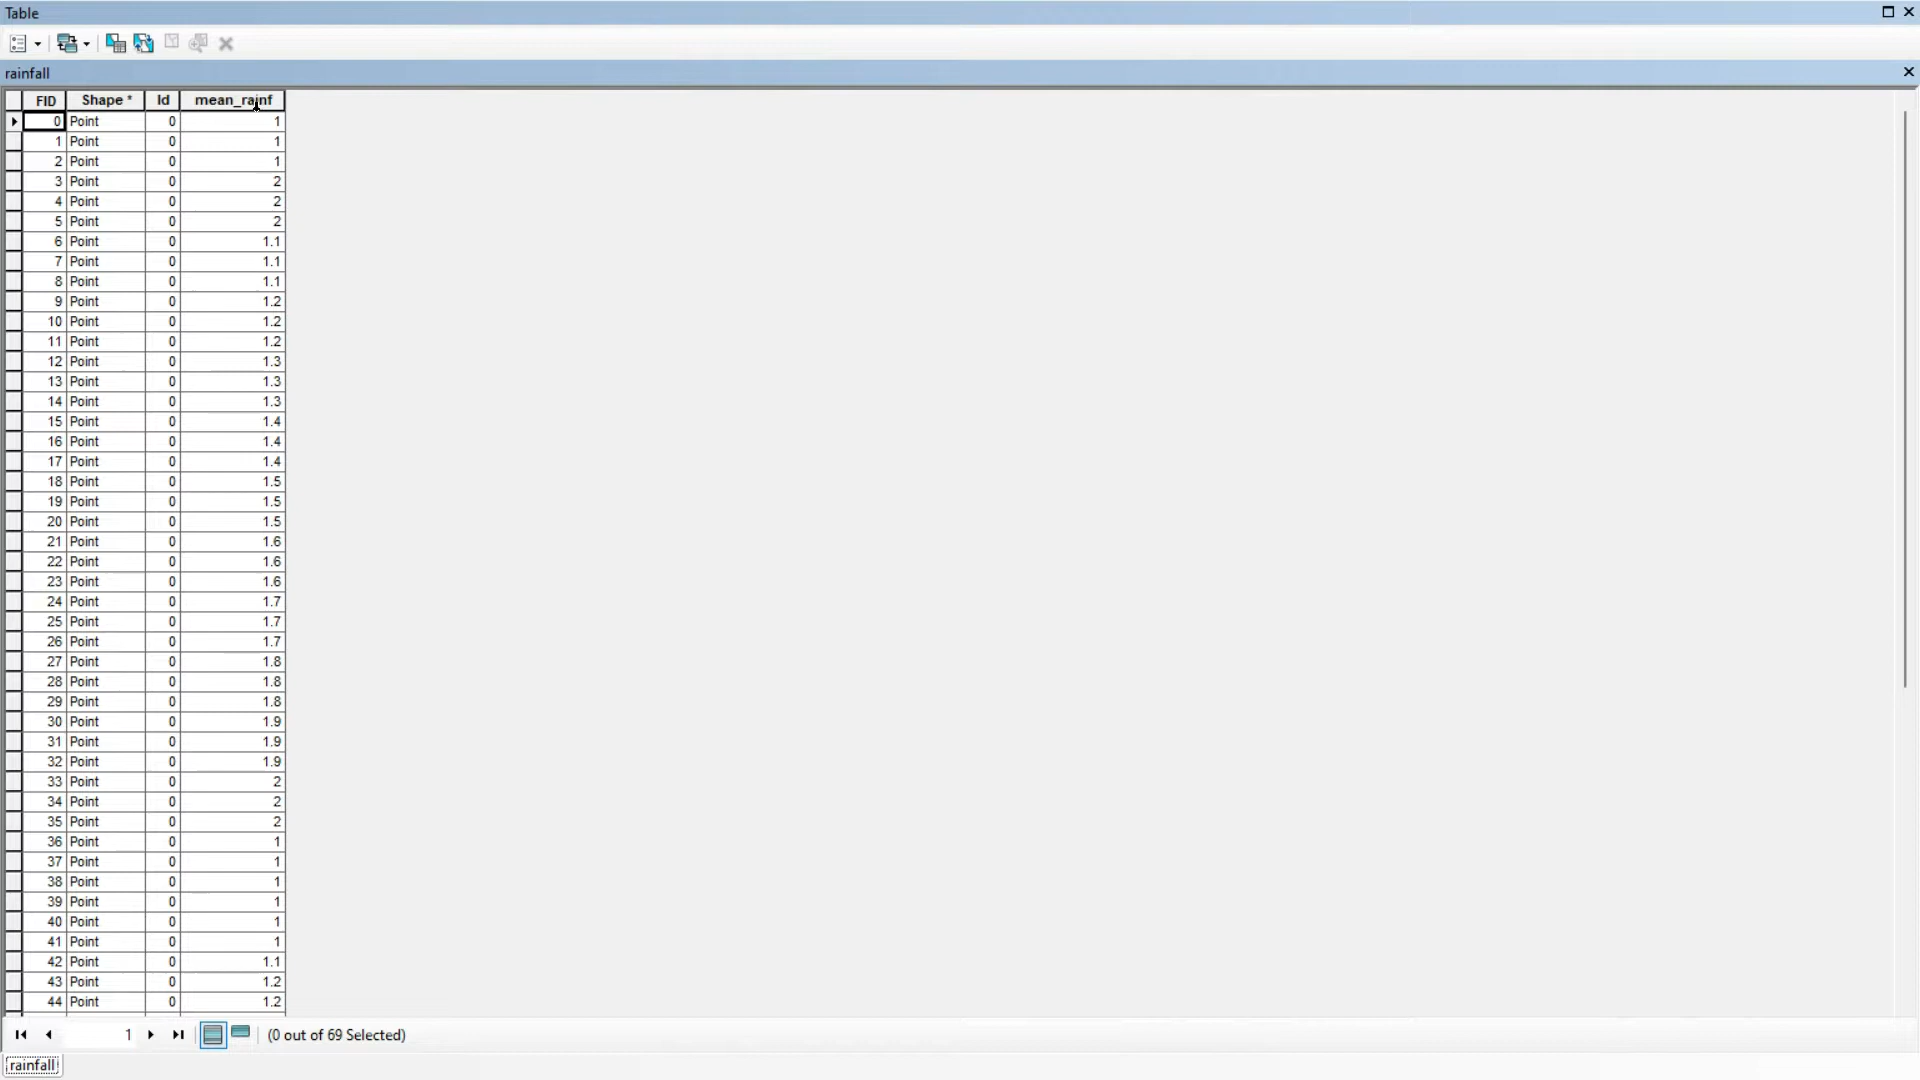 Table
rainfall
FID Shape * Id mean_rainf
0 Point 0 1
1 Point 0 1
2 Point 0 1
3 Point 0 2
4 Point 0 2
5 Point 0 2
6 Point 0 1.1
7 Point 0 1.1
8 Point 0 1.1
9 Point 0 1.2
10 Point 0 1.2
11 Point 0 1.2
12 Point 0 1.3
13 Point 0 1.3
14 Point 0 1.3
15 Point 0 1.4
16 Point 0 1.4
17 Point 0 1.4
18 Point 0 1.5
19 Point 0 1.5
20 Point 0 1.5
21 Point 0 1.6
22 Point 0 1.6
23 Point 0 1.6
24 Point 0 1.7
25 Point 0 1.7
26 Point 0 1.7
27 Point 0 1.8
28 Point 0 1.8
29 Point 0 1.8
30 Point 0 1.9
31 Point 0 1.9
32 Point 0 1.9
33 Point 0 2
34 Point 0 2
35 Point 0 2
36 Point 0 1
37 Point 0 1
38 Point 0 1
39 Point 0 1
40 Point 0 1
41 Point 0 1
42 Point 0 1.1
43 Point 0 1.2
44 Point 0 1.2
1 (0 out of 69 Selected)
rainfall